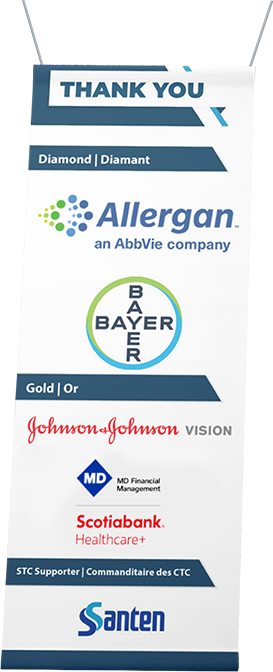 THANK YOU
Diamond | Diamant
Allergan™
an AbbVie company
BAYER
BAYER
Gold | Or
Johnson & Johnson VISION
MD MD Financial
Management
Scotiabank®
Healthcare+
STC Supporter | Commanditaire des CTC
Santen